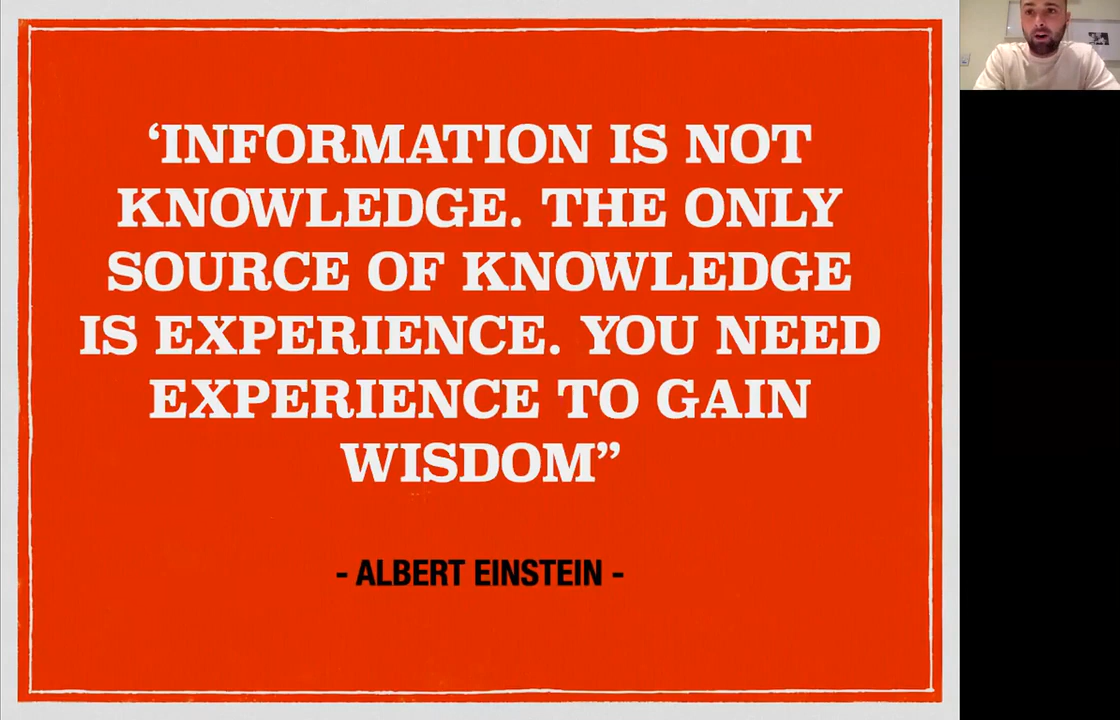 ‘INFORMATION IS NOT
KNOWLEDGE. THE ONLY
SOURCE OF KNOWLEDGE
IS EXPERIENCE. YOU NEED
EXPERIENCE TO GAIN
WISDOM”
- ALBERT EINSTEIN -